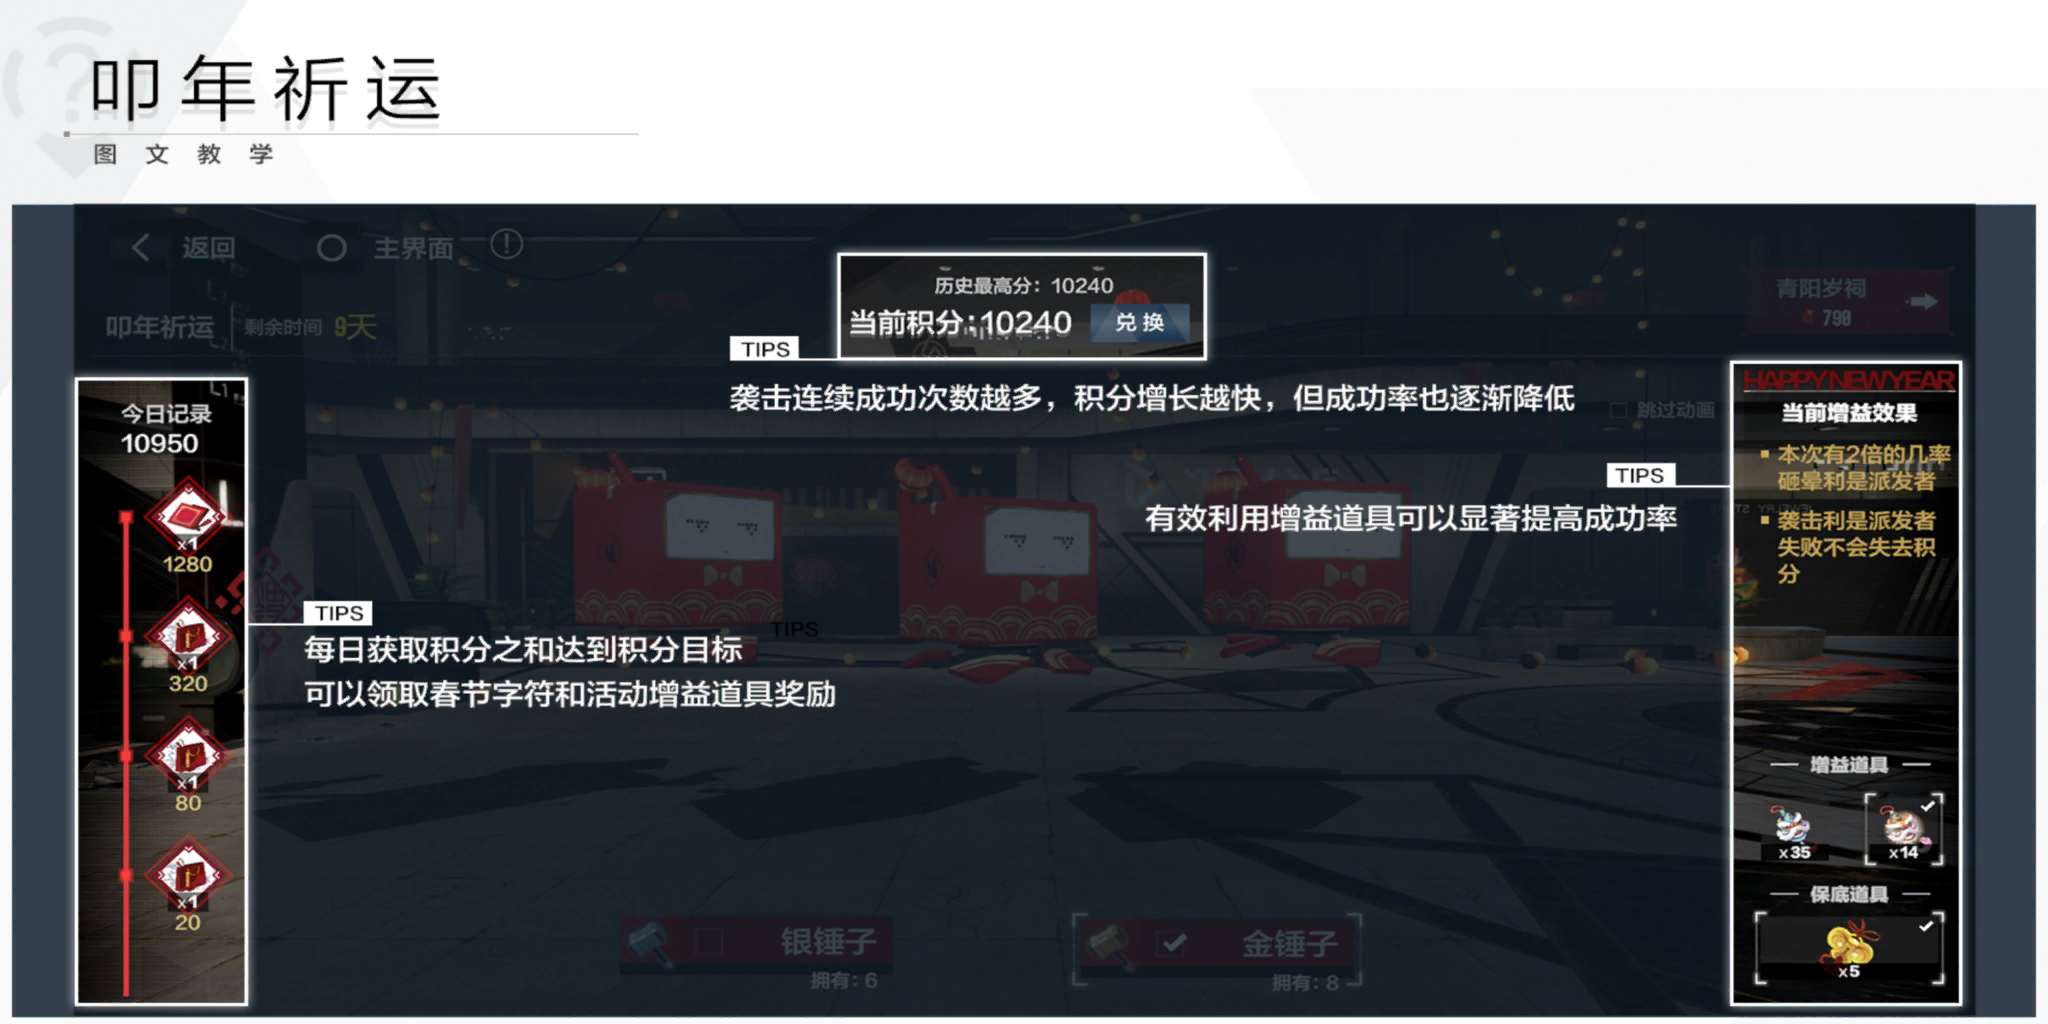 叩年祈运
图文教学
返回
主界面
叩年祈运
剩余时间 9天
历史最高分：10240
当前积分:10240
兑换
青阳岁祠
790
TIPS
袭击连续成功次数越多，积分增长越快，但成功率也逐渐降低
跳过动画
今日记录
10950
x1
1280
x1
320
x1
80
x1
20
TIPS
每日获取积分之和达到积分目标
可以领取春节字符和活动增益道具奖励
TIPS
TIPS
有效利用增益道具可以显著提高成功率
HAPPY NEW YEAR
当前增益效果
本次有2倍的几率
砸晕利是派发者
袭击利是派发者
失败不会失去积
分
增益道具
x35
x14
保底道具
x5
银锤子
拥有：6
金锤子
拥有：8